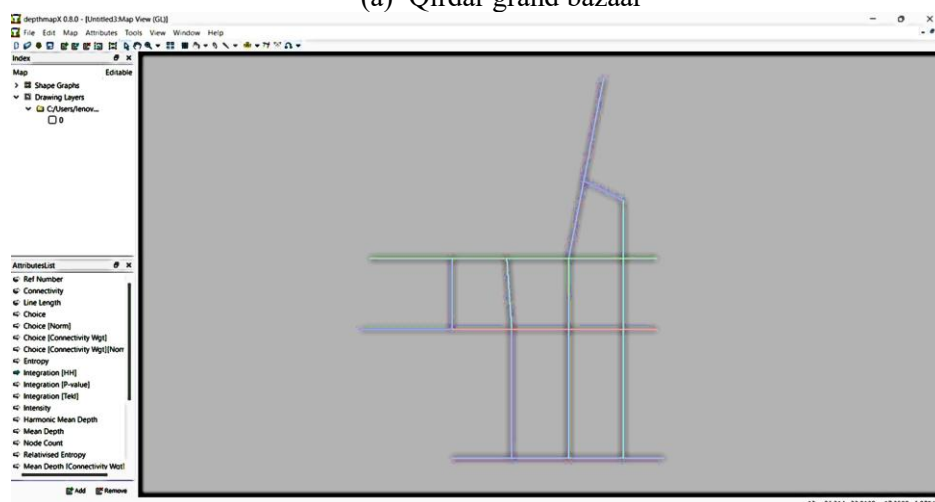 (a) Qirdar grand bazaar
depthmapX 0.8.0 - [Untitled3:Map View (GL)]
File Edit Map Attributes Tools View Window Help
Index
Map Editable
Shape Graphs
Drawing Layers
C:/Users/lenov...
0
AttributesList
Ref Number
Connectivity
Line Length
Choice
Choice [Norm]
Choice [Connectivity Wgt]
Choice [Connectivity Wgt][Norr
Entropy
Integration [HH]
Integration [P-value]
Integration [Tekl]
Intensity
Harmonic Mean Depth
Mean Depth
Node Count
Relativised Entropy
Mean Depth [Connectivity Wgt]
Add Remove